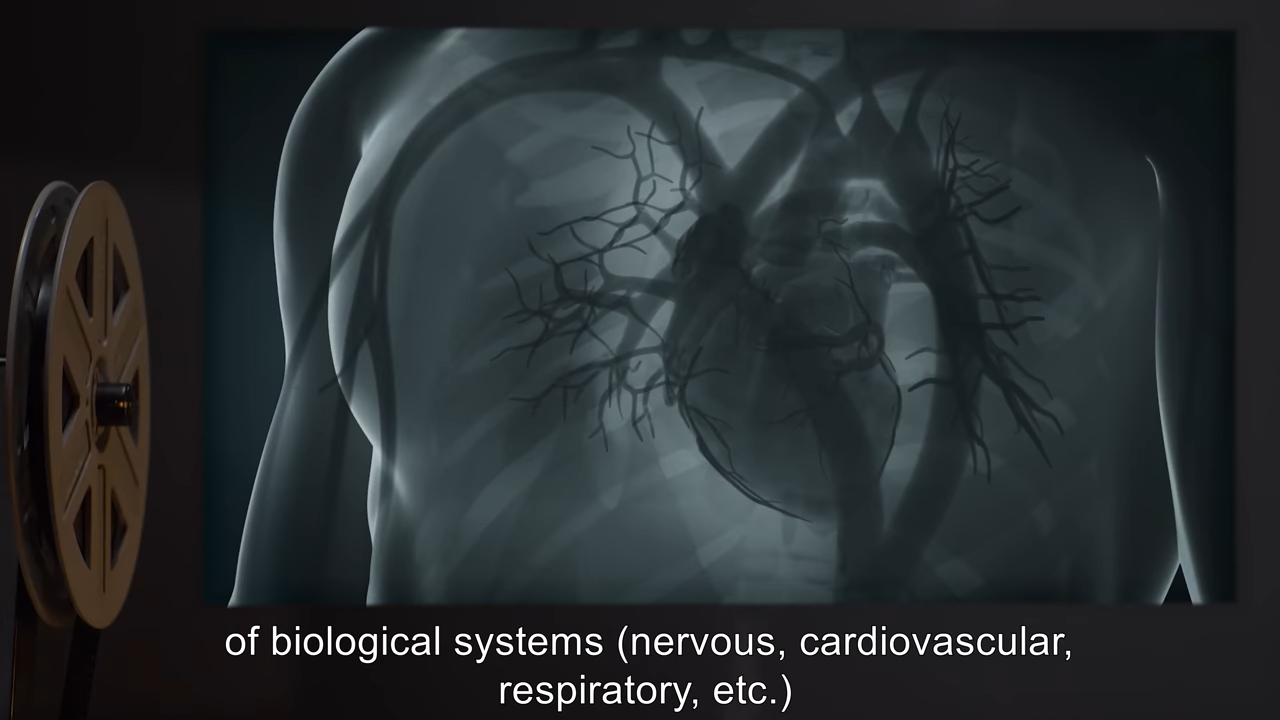 of biological systems (nervous, cardiovascular,
respiratory, etc.)